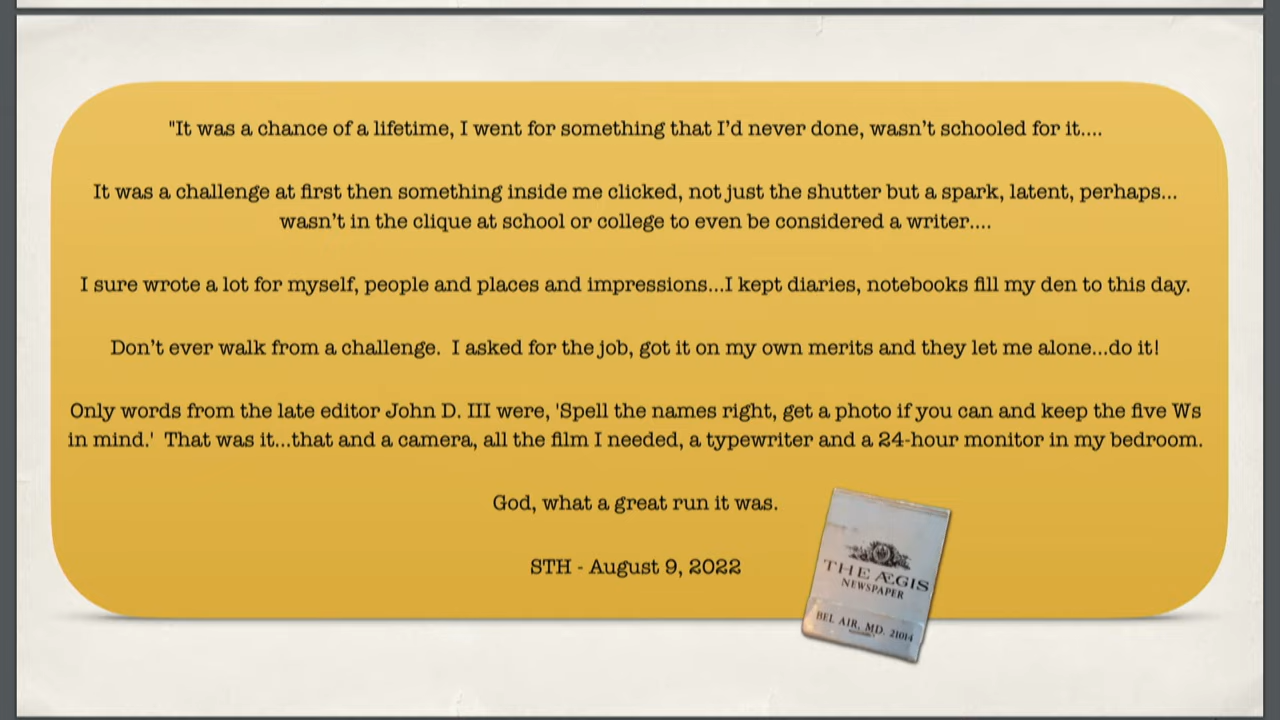 "It was a chance of a lifetime, I went for something that I’d never done, wasn’t schooled for it....
It was a challenge at first then something inside me clicked, not just the shutter but a spark, latent, perhaps...
wasn’t in the clique at school or college to even be considered a writer....
I sure wrote a lot for myself, people and places and impressions...I kept diaries, notebooks fill my den to this day.
Don’t ever walk from a challenge.  I asked for the job, got it on my own merits and they let me alone...do it!
Only words from the late editor John D. III were, 'Spell the names right, get a photo if you can and keep the five Ws
in mind.'  That was it...that and a camera, all the film I needed, a typewriter and a 24-hour monitor in my bedroom.
God, what a great run it was.
STH - August 9, 2022
THE ÆGIS
NEWSPAPER
BEL AIR, MD. 21014